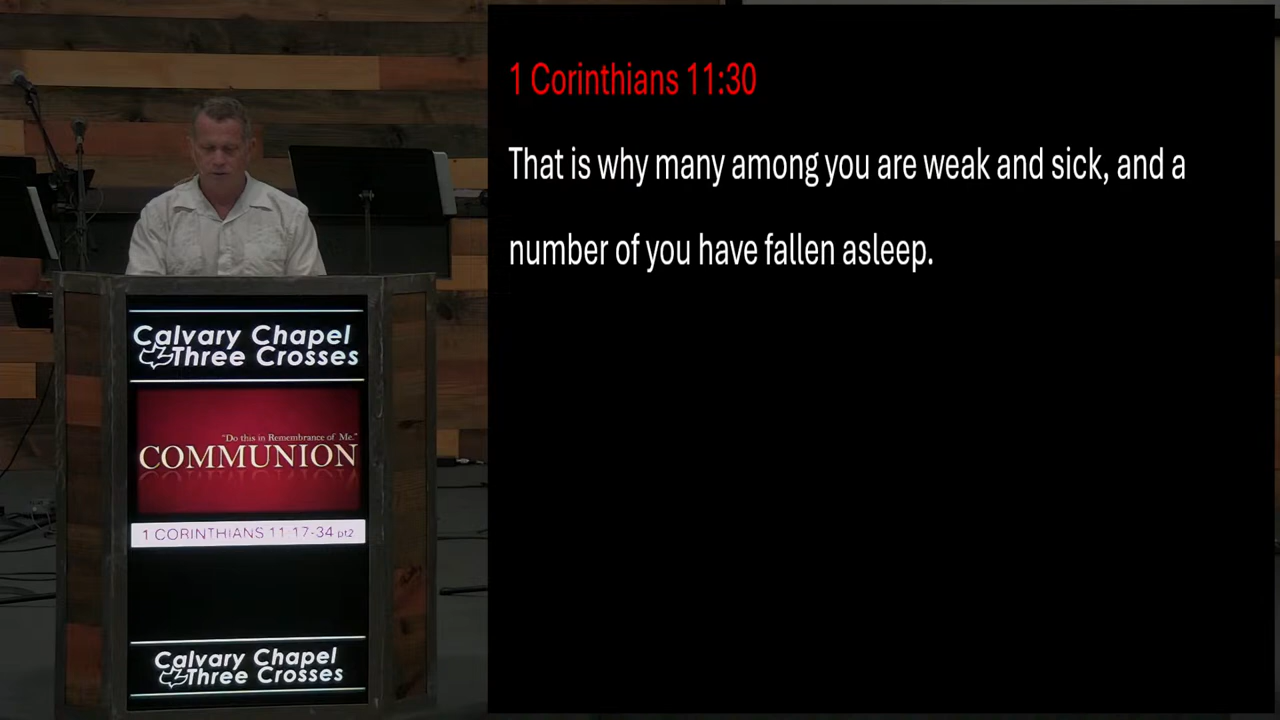 1 Corinthians 11:30
That is why many among you are weak and sick, and a
number of you have fallen asleep.
Calvary Chapel
Three Crosses
"Do this in Remembrance of Me."
COMMUNION
1 CORINTHIANS 11:17-34 pt2
Calvary Chapel
Three Crosses